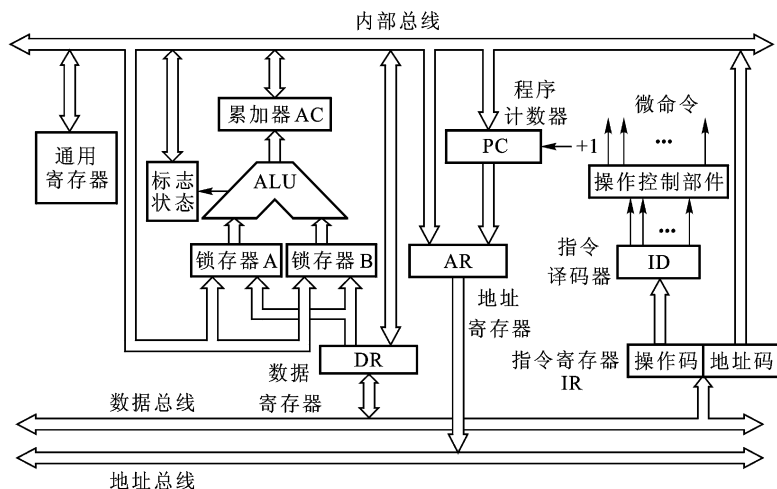 内部总线
累加器 AC
程序
计数器
微命令
通用
寄存器
标志
状态
ALU
PC
+1
...
操作控制部件
锁存器 A
锁存器 B
AR
...
指令
译码器
ID
地址
寄存器
DR
数据
寄存器
指令寄存器
IR
操作码
地址码
数据总线
地址总线